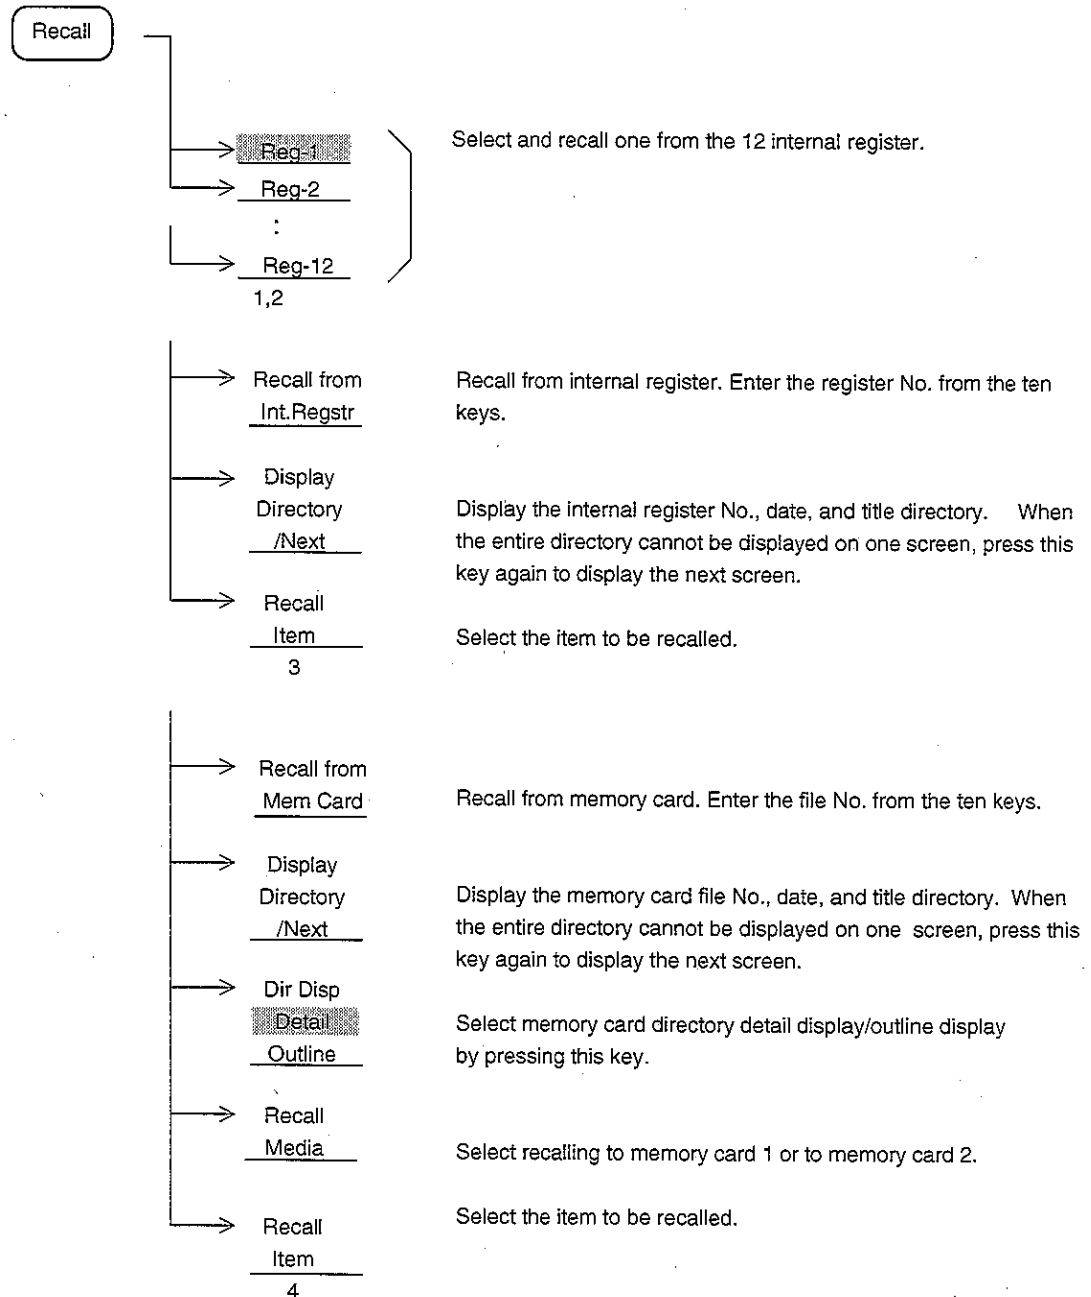 Recall
Reg-1
Select and recall one from the 12 internal register.
Reg-2
:
Reg-12
1,2
Recall from
Int.Regstr
Recall from internal register. Enter the register No. from the ten
keys.
Display
Directory
/Next
Display the internal register No., date, and title directory. When
the entire directory cannot be displayed on one screen, press this
key again to display the next screen.
Recall
Item
Select the item to be recalled.
3
Recall from
Mem Card
Recall from memory card. Enter the file No. from the ten keys.
Display
Directory
/Next
Display the memory card file No., date, and title directory. When
the entire directory cannot be displayed on one screen, press this
key again to display the next screen.
Dir Disp
Detail
Outline
Select memory card directory detail display/outline display
by pressing this key.
Recall
Media
Select recalling to memory card 1 or to memory card 2.
Recall
Item
Select the item to be recalled.
4